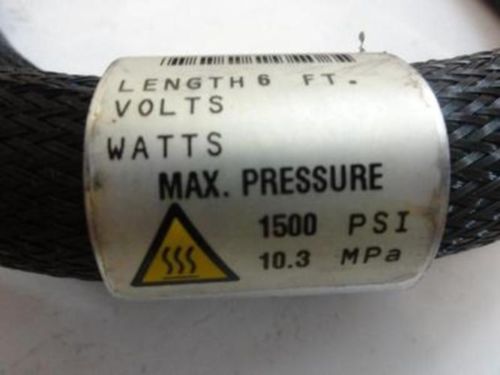 LENGTH 6 FT.
VOLTS
WATTS
MAX. PRESSURE
1500 PSI
10.3 MPa